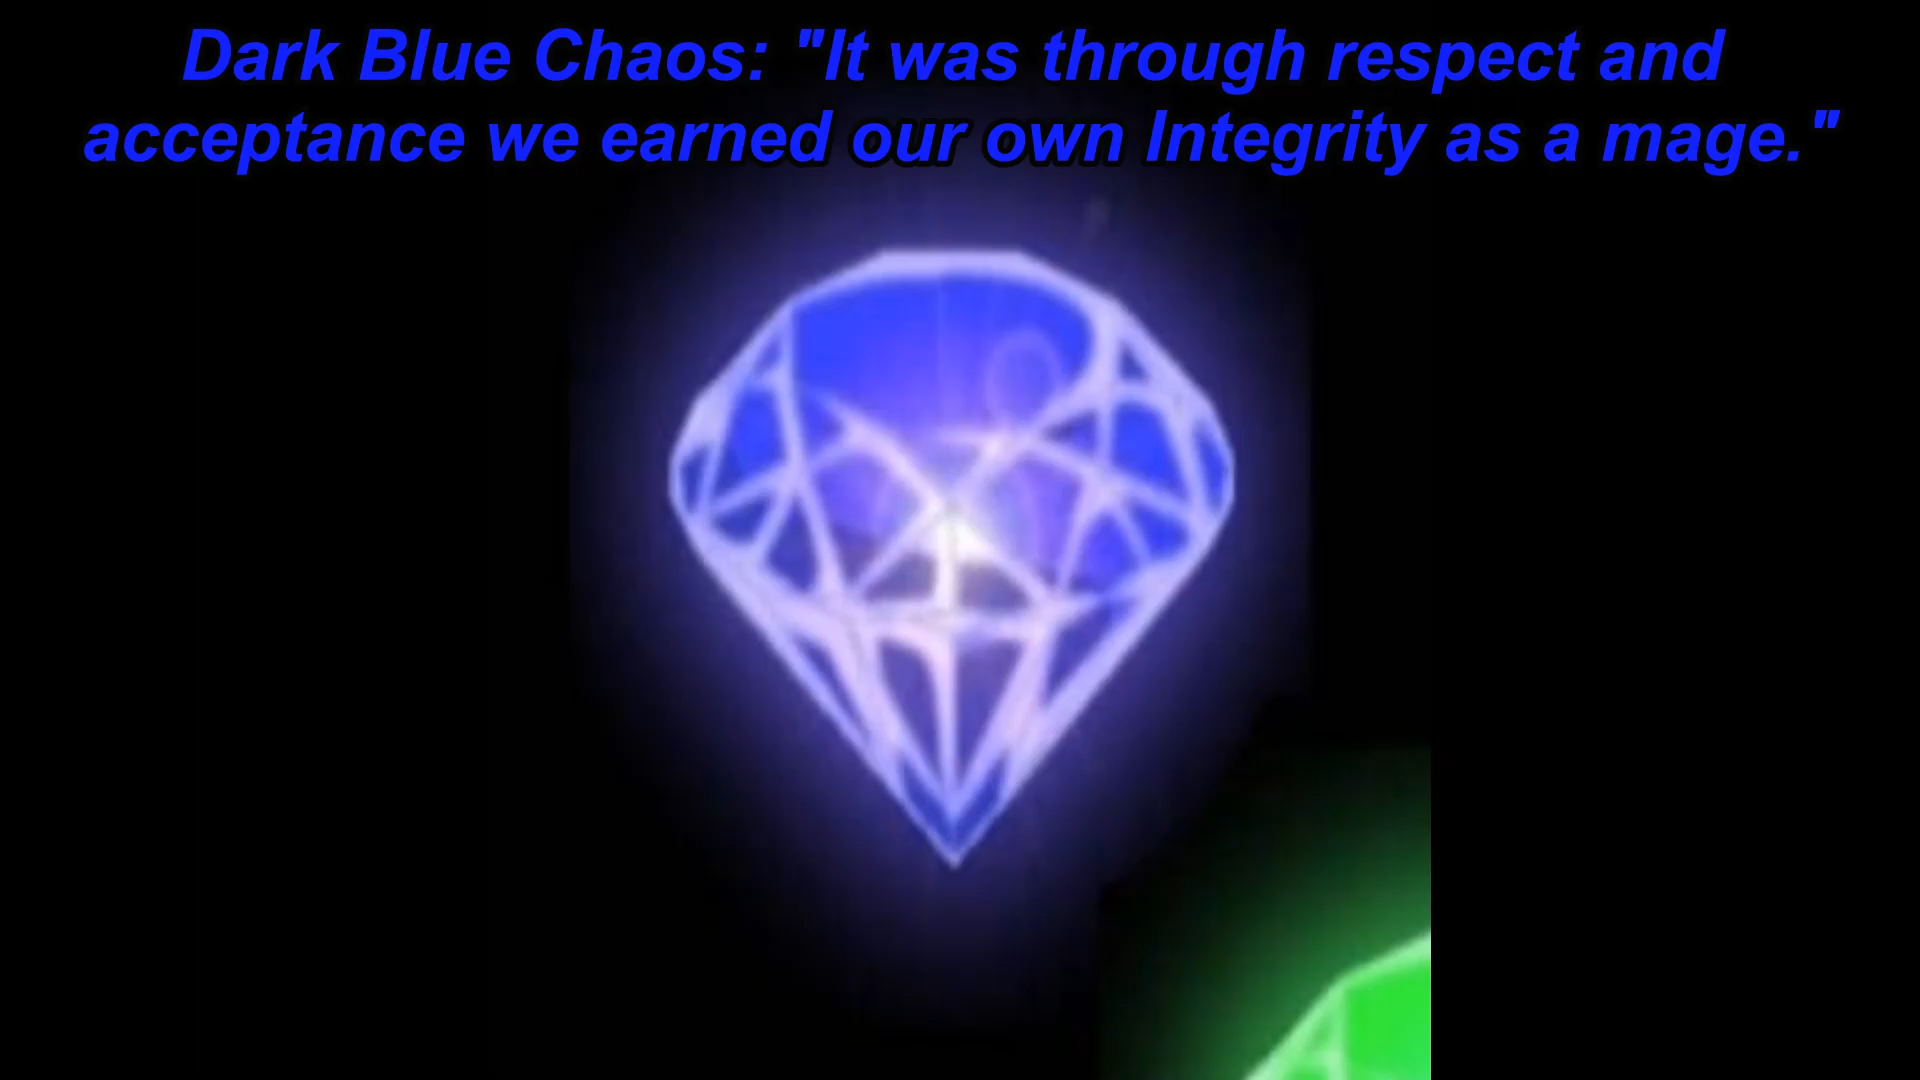 Dark Blue Chaos: "It was through respect and
acceptance we earned our own Integrity as a mage."